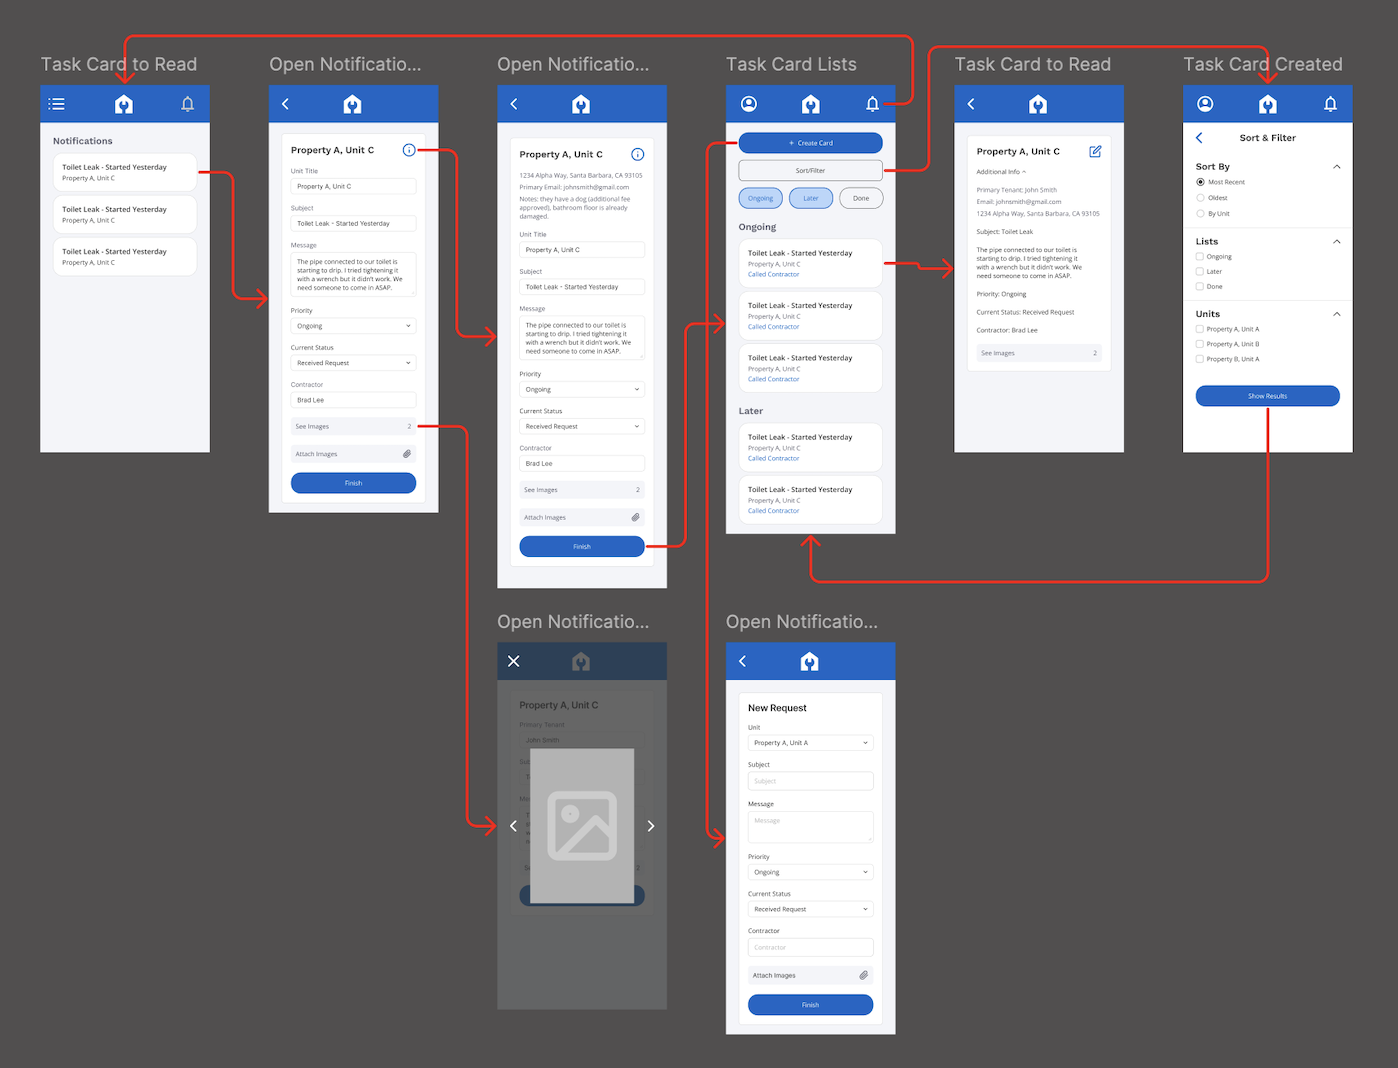 Task Card to Read
Notifications
Toilet Leak - Started Yesterday
Property A, Unit C
Toilet Leak - Started Yesterday
Property A, Unit C
Toilet Leak - Started Yesterday
Property A, Unit C
Open Notificatio...
Property A, Unit C
Unit Title
Property A, Unit C
Subject
Toilet Leak - Started Yesterday
Message
The pipe connected to our toilet is
starting to drip. I tried tightening it
with a wrench but it didn't work. We
need someone to come in ASAP.
Priority
Ongoing
Current Status
Received Request
Contractor
Brad Lee
See Images 2
Attach Images
Finish
Open Notificatio...
Property A, Unit C
1234 Alpha Way, Santa Barbara, CA 93105
Primary Email: johnsmith@gmail.com
Notes: they have a dog (additional fee
approved), bathroom floor is already
damaged.
Unit Title
Property A, Unit C
Subject
Toilet Leak - Started Yesterday
Message
The pipe connected to our toilet is
starting to drip. I tried tightening it
with a wrench but it didn't work. We
need someone to come in ASAP.
Priority
Ongoing
Current Status
Received Request
Contractor
Brad Lee
See Images 2
Attach Images
Finish
Task Card Lists
+ Create Card
Sort/Filter
Ongoing Later Done
Ongoing
Toilet Leak - Started Yesterday
Property A, Unit C
Called Contractor
Toilet Leak - Started Yesterday
Property A, Unit C
Called Contractor
Toilet Leak - Started Yesterday
Property A, Unit C
Called Contractor
Later
Toilet Leak - Started Yesterday
Property A, Unit C
Called Contractor
Toilet Leak - Started Yesterday
Property A, Unit C
Called Contractor
Task Card to Read
Property A, Unit C
Additional Info
Primary Tenant: John Smith
Email: johnsmith@gmail.com
1234 Alpha Way, Santa Barbara, CA 93105
Subject: Toilet Leak
The pipe connected to our toilet is
starting to drip. I tried tightening it
with a wrench but it didn't work. We
need someone to come in ASAP.
Priority: Ongoing
Current Status: Received Request
Contractor: Brad Lee
See Images 2
Task Card Created
Sort & Filter
Sort By
Most Recent
Oldest
By Unit
Lists
Ongoing
Later
Done
Units
Property A, Unit A
Property A, Unit B
Property B, Unit A
Show Results
Open Notificatio...
Property A, Unit C
Primary Tenant
John Smith
2
Open Notificatio...
New Request
Unit
Property A, Unit A
Subject
Subject
Message
Message
Priority
Ongoing
Current Status
Received Request
Contractor
Contractor
Attach Images
Finish